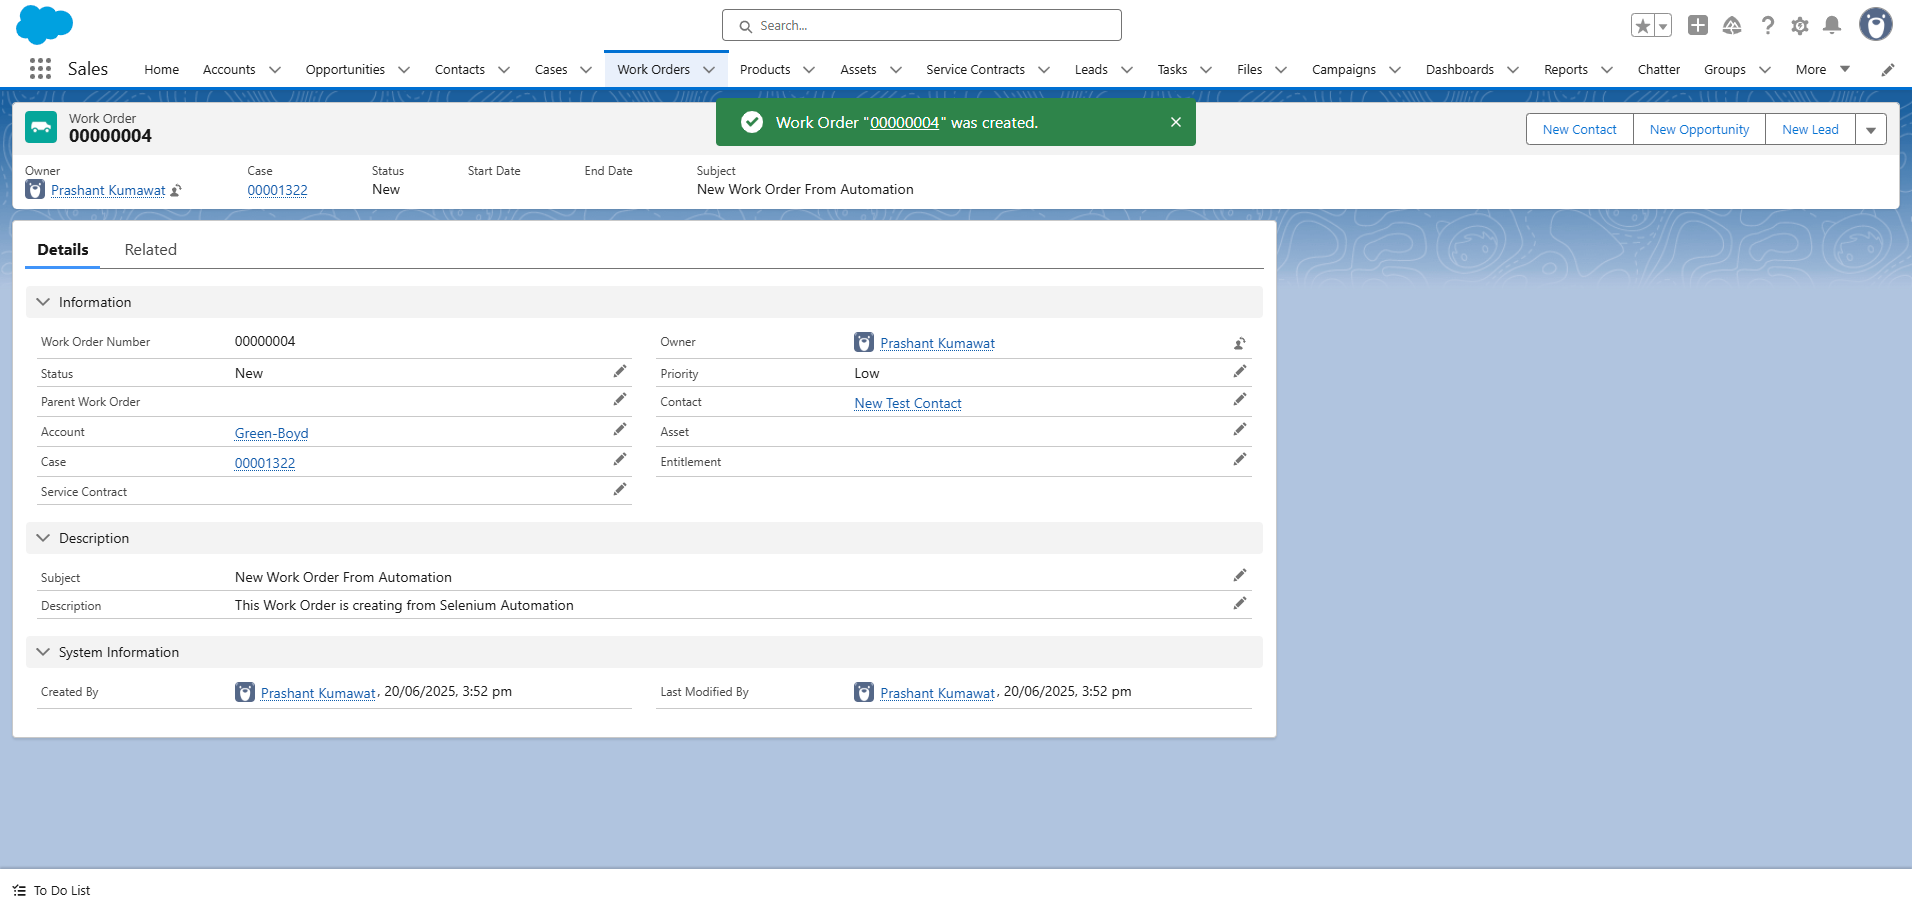 Search...
Sales
Home Accounts Opportunities Contacts Cases Work Orders Products Assets Service Contracts Leads Tasks Files Campaigns Dashboards Reports Chatter Groups More
Work Order "00000004" was created.
Work Order
00000004
New Contact New Opportunity New Lead
Owner Case Status Start Date End Date Subject
Prashant Kumawat 00001322 New New Work Order From Automation
Details Related
Information
Work Order Number 00000004 Owner Prashant Kumawat
Status New Priority Low
Parent Work Order Contact New Test Contact
Account Green-Boyd Asset
Case 00001322 Entitlement
Service Contract
Description
Subject New Work Order From Automation
Description This Work Order is creating from Selenium Automation
System Information
Created By Prashant Kumawat, 20/06/2025, 3:52 pm Last Modified By Prashant Kumawat, 20/06/2025, 3:52 pm
To Do List